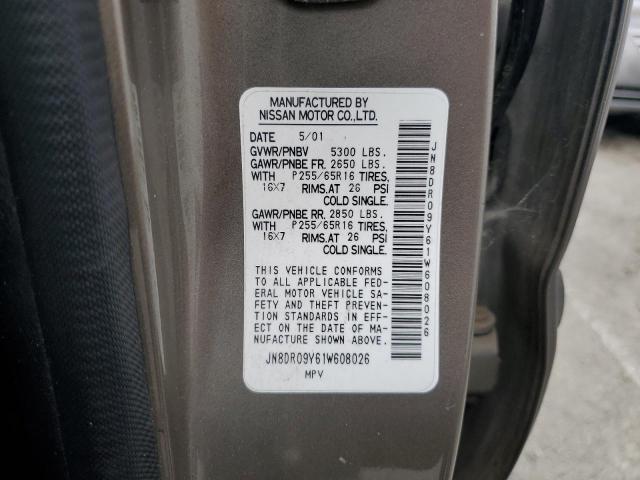 MANUFACTURED BY
NISSAN MOTOR CO.,LTD.
DATE 5/01
GVWR/PNBV 5300 LBS.
GAWR/PNBE FR. 2650 LBS.
WITH P255/65R16 TIRES,
16X7 RIMS.AT 26 PSI
COLD SINGLE.
GAWR/PNBE RR. 2850 LBS.
WITH P255/65R16 TIRES,
16X7 RIMS.AT 26 PSI
COLD SINGLE.
THIS VEHICLE CONFORMS
TO ALL APPLICABLE FED-
ERAL MOTOR VEHICLE SA-
FETY AND THEFT PREVEN-
TION STANDARDS IN EFF-
ECT ON THE DATE OF MA-
NUFACTURE SHOWN ABOVE.
JN8DR09Y61W608026
MPV
JN8DR09Y61W608026